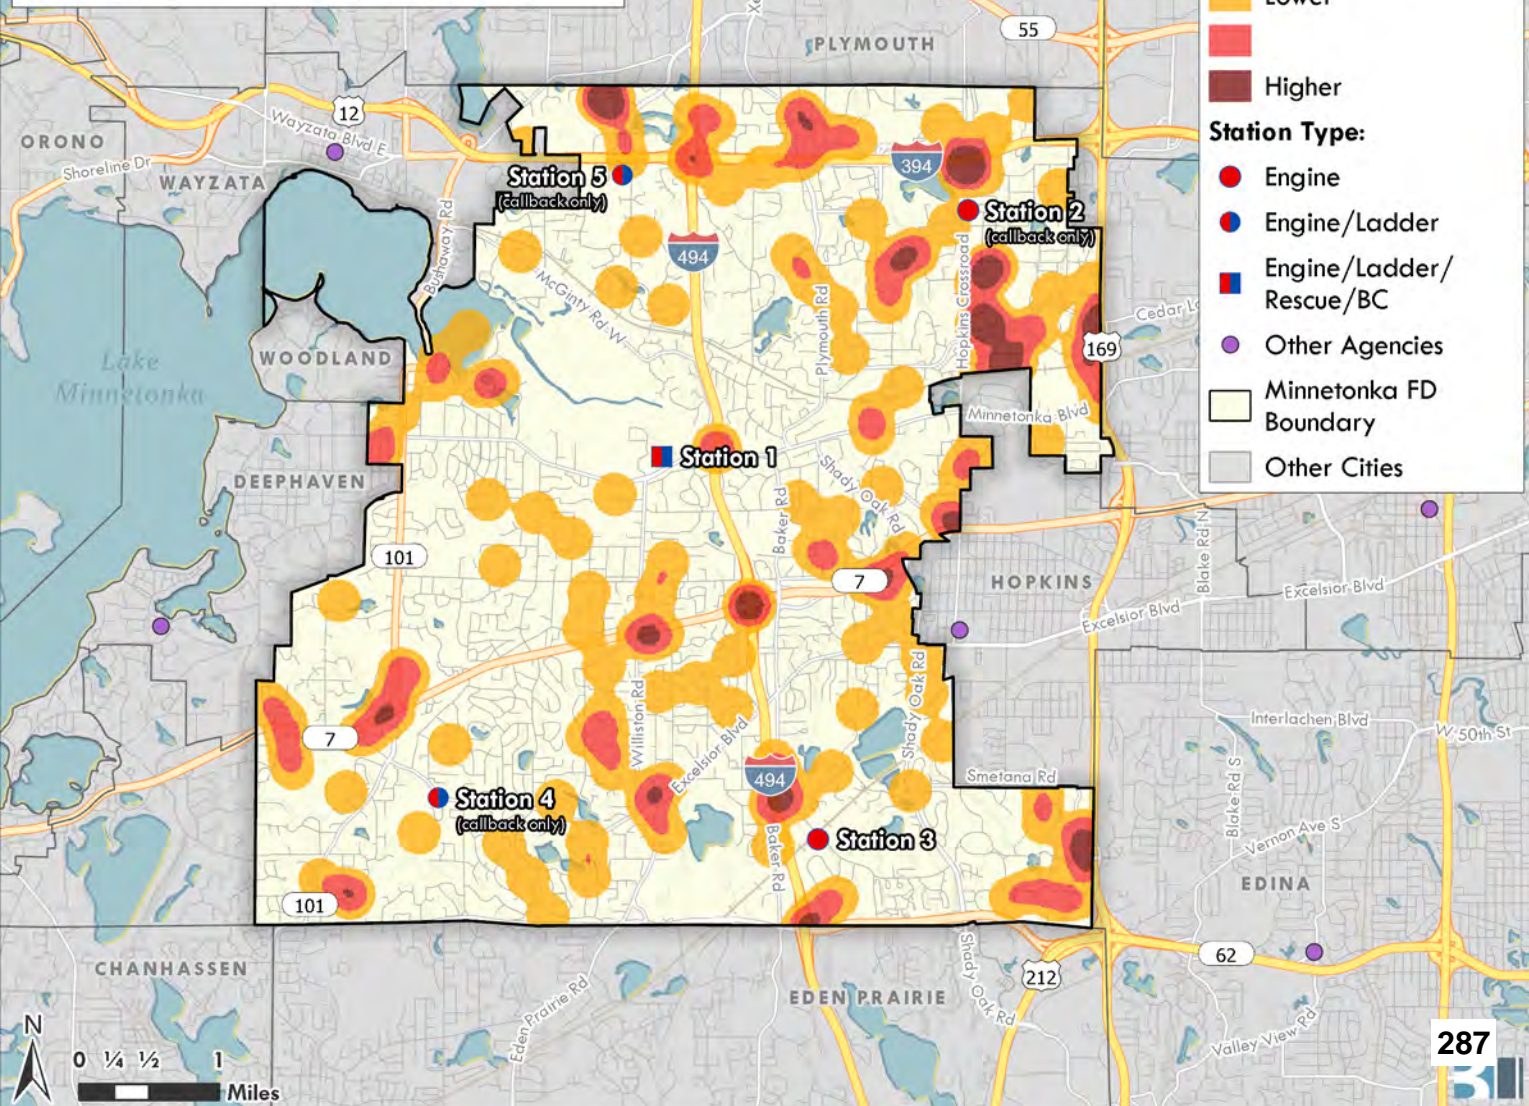 Lower
Higher
Station Type:
Engine
Engine/Ladder
Engine/Ladder/
Rescue/BC
Other Agencies
Minnetonka FD
Boundary
Other Cities
PLYMOUTH
55
12
Wayzata Blvd E
ORONO
Shoreline Dr
WAYZATA
394
Station 5
(callback only)
Station 2
(callback only)
Bushaway Rd
494
McGinty Rd W
Plymouth Rd
Hopkins Crossroad
Cedar L
169
Lake
Minnetonka
WOODLAND
Minnetonka Blvd
Station 1
Shady Oak Rd
DEEPHAVEN
Baker Rd
Blake Rd N
101
7
HOPKINS
Excelsior Blvd
Excelsior Blvd
Shady Oak Rd
Williston Rd
Excelsior Blvd
7
Interlachen Blvd
W 50th St
494
Smetana Rd
Blake Rd S
Station 4
(callback only)
Station 3
Vernon Ave S
Baker Rd
EDINA
101
Shady Oak Rd
62
212
CHANHASSEN
EDEN PRAIRIE
Eden Prairie Rd
Valley View Rd
N
0 ¼ ½ 1
Miles
287